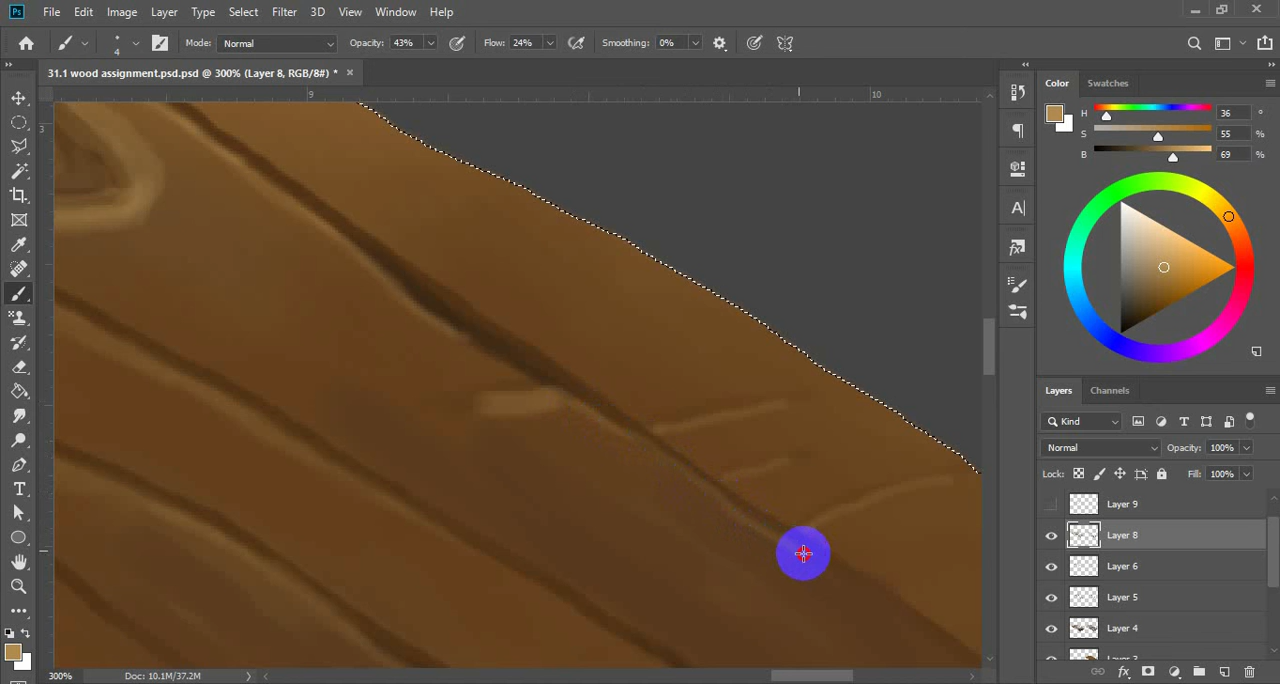 Ps File Edit Image Layer Type Select Filter 3D View Window Help
4 Mode: Normal Opacity: 43% Flow: 24% Smoothing: 0%
31.1 wood assignment.psd.psd @ 300% (Layer 8, RGB/8#) *
9 10
3
Color Swatches
H 36 °
S 55 %
B 69 %
Layers Channels
Kind
Normal Opacity: 100%
Lock: Fill: 100%
Layer 9
Layer 8
Layer 6
Layer 5
Layer 4
300% Doc: 10.1M/37.2M